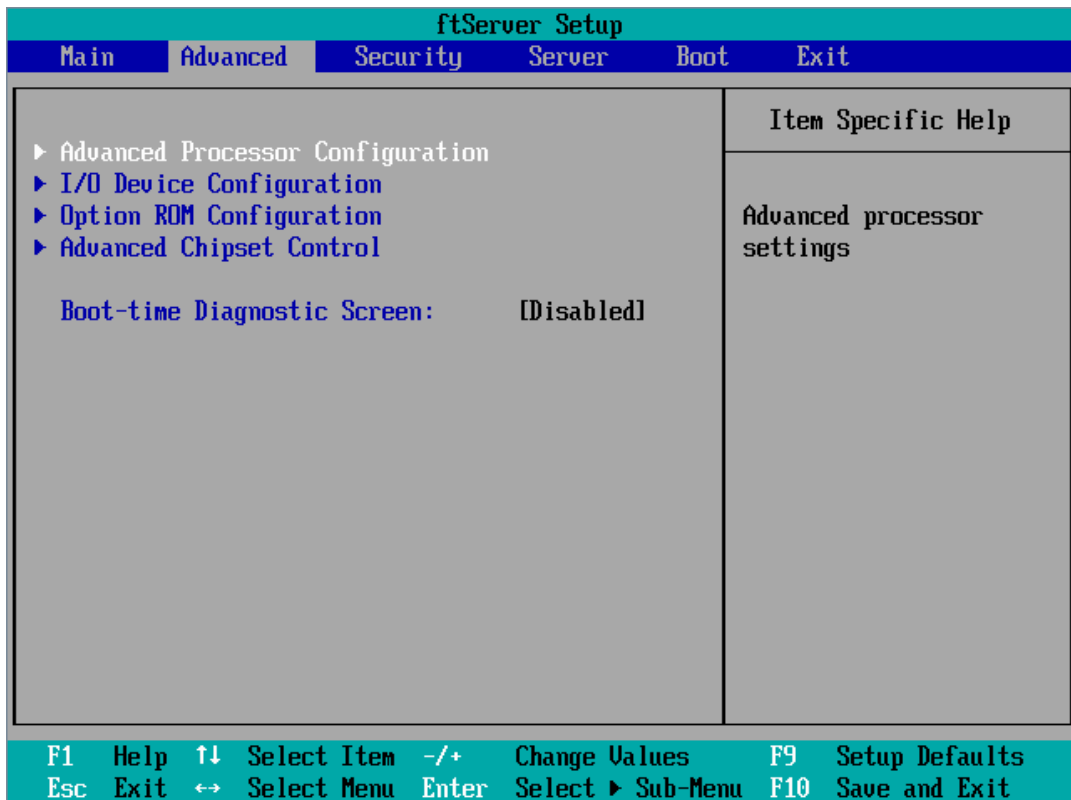 ftServer Setup
Main Advanced Security Server Boot Exit
Item Specific Help
▶ Advanced Processor Configuration
▶ I/O Device Configuration
▶ Option ROM Configuration
▶ Advanced Chipset Control
Boot-time Diagnostic Screen: [Disabled]
Advanced processor
settings
F1 Help ↑↓ Select Item -/+ Change Values F9 Setup Defaults
Esc Exit ↔ Select Menu Enter Select ▶ Sub-Menu F10 Save and Exit